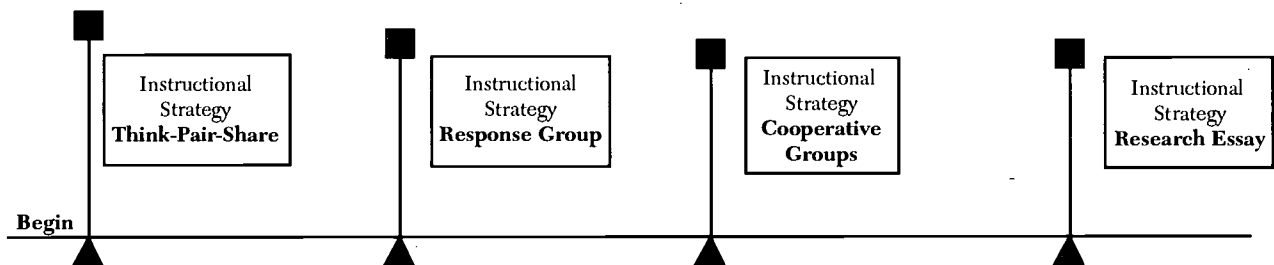 Instructional
Strategy
Think-Pair-Share
Instructional
Strategy
Response Group
Instructional
Strategy
Cooperative
Groups
Instructional
Strategy
Research Essay
Begin